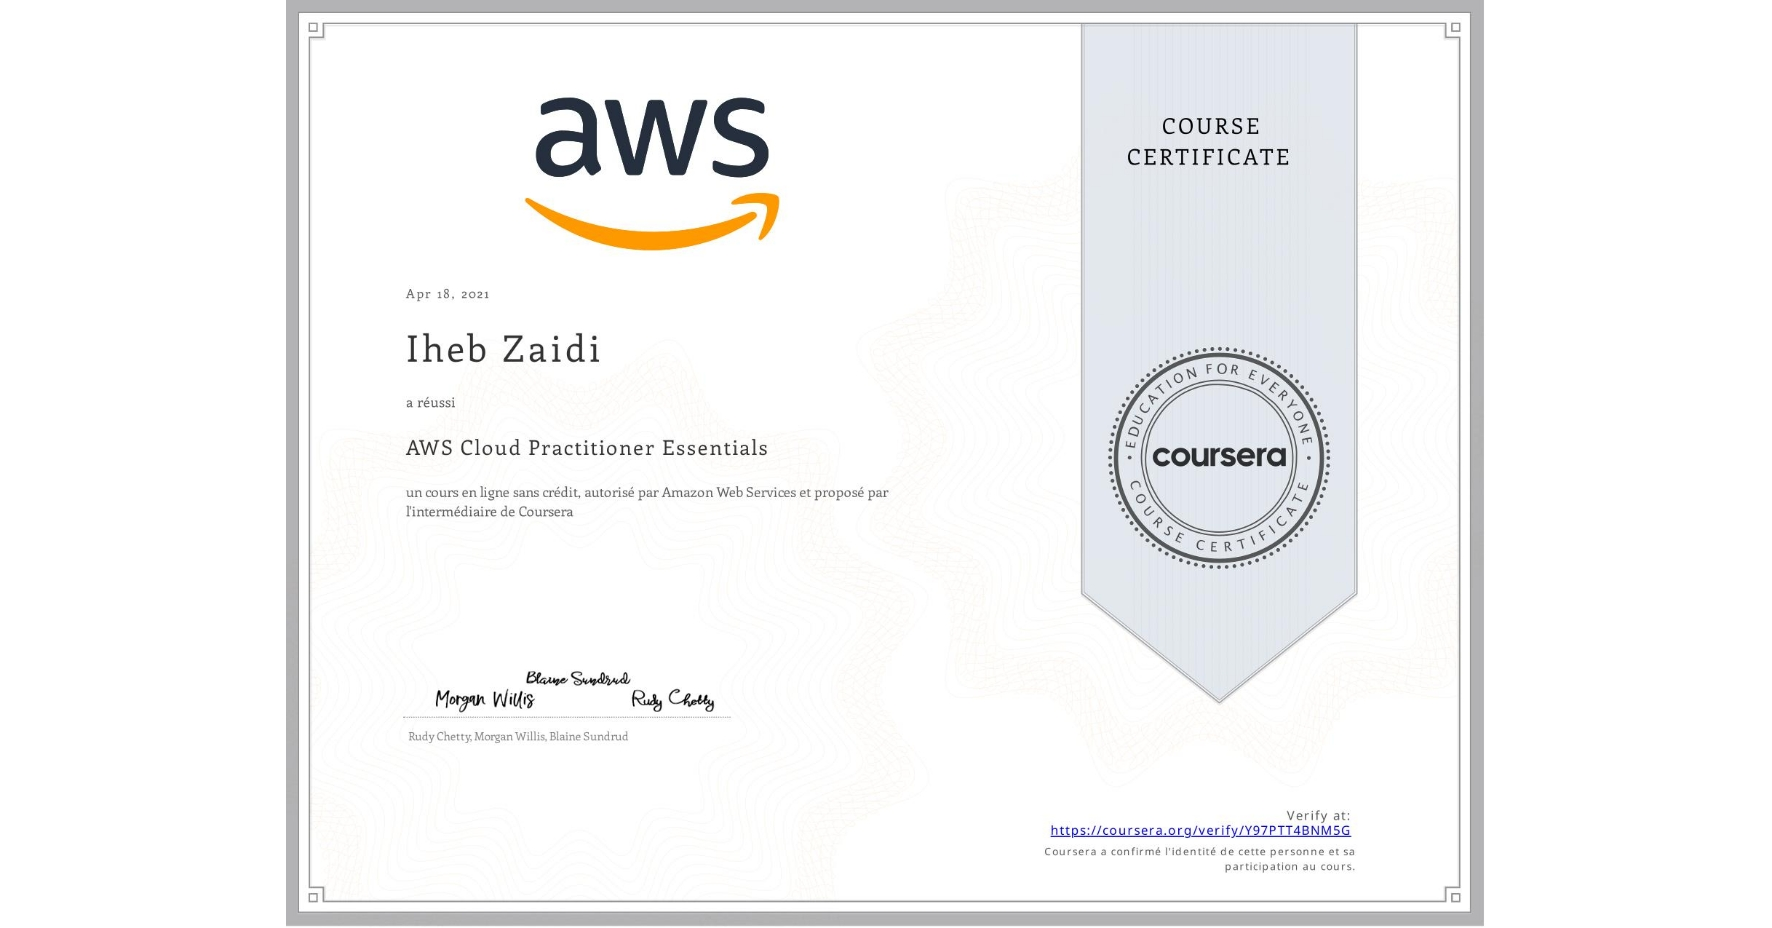 aws
COURSE
CERTIFICATE
Apr 18, 2021
Iheb Zaidi
a réussi
AWS Cloud Practitioner Essentials
un cours en ligne sans crédit, autorisé par Amazon Web Services et proposé par
l'intermédiaire de Coursera
EDUCATION FOR EVERYONE
coursera
COURSE CERTIFICATE
Blaine Sundrud
Morgan Willis
Rudy Chetty
Rudy Chetty, Morgan Willis, Blaine Sundrud
Verify at:
https://coursera.org/verify/Y97PTT4BNM5G
Coursera a confirmé l'identité de cette personne et sa
participation au cours.